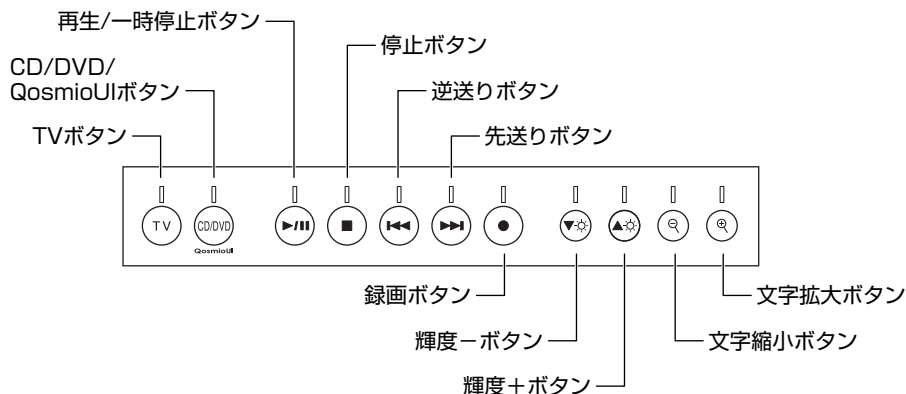 再生/一時停止ボタン
停止ボタン
CD/DVD/
QosmioUIボタン
逆送りボタン
TVボタン
先送りボタン
TV
CD/DVD
QosmioUI
録画ボタン
文字拡大ボタン
輝度－ボタン
文字縮小ボタン
輝度＋ボタン